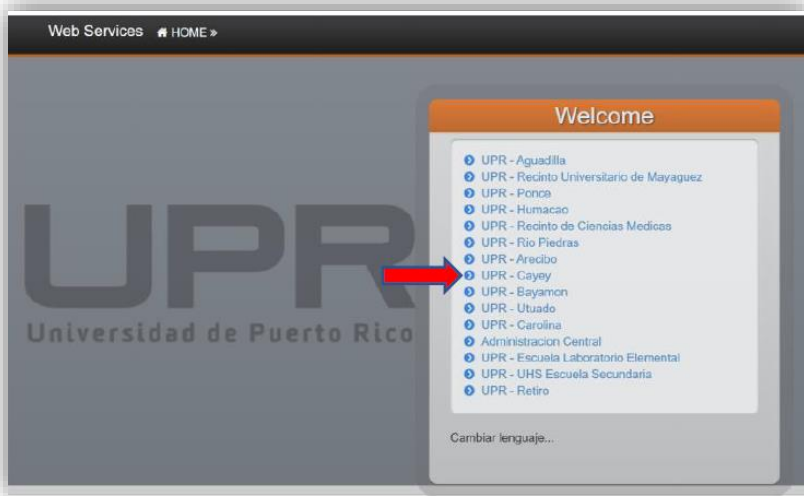 Web Services HOME »
Welcome
UPR - Aguadilla
UPR - Recinto Universitario de Mayaguez
UPR - Ponce
UPR - Humacao
UPR - Recinto de Ciencias Medicas
UPR - Rio Piedras
UPR - Arecibo
UPR - Cayey
UPR - Bayamon
UPR - Utuado
UPR - Carolina
Administracion Central
UPR - Escuela Laboratorio Elemental
UPR - UHS Escuela Secundaria
UPR - Retiro
Cambiar lenguaje...
UPR
Universidad de Puerto Rico